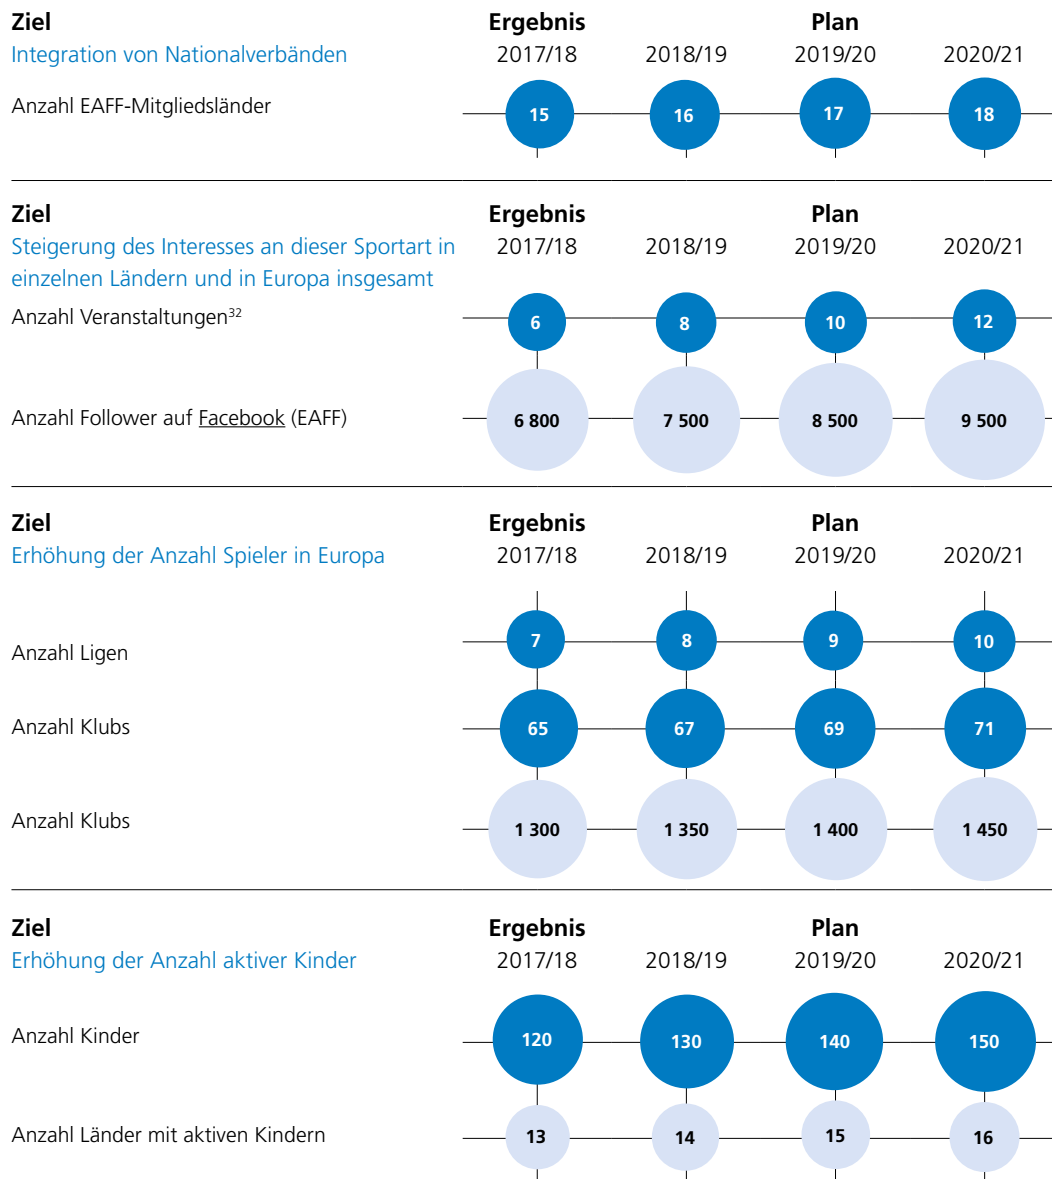 Ziel Ergebnis Plan
Integration von Nationalverbänden 2017/18 2018/19 2019/20 2020/21
Anzahl EAFF-Mitgliedsländer 15 16 17 18
Ziel Ergebnis Plan
Steigerung des Interesses an dieser Sportart in 2017/18 2018/19 2019/20 2020/21
einzelnen Ländern und in Europa insgesamt
Anzahl Veranstaltungen³² 6 8 10 12
Anzahl Follower auf Facebook (EAFF) 6 800 7 500 8 500 9 500
Ziel Ergebnis Plan
Erhöhung der Anzahl Spieler in Europa 2017/18 2018/19 2019/20 2020/21
Anzahl Ligen 7 8 9 10
Anzahl Klubs 65 67 69 71
Anzahl Klubs 1 300 1 350 1 400 1 450
Ziel Ergebnis Plan
Erhöhung der Anzahl aktiver Kinder 2017/18 2018/19 2019/20 2020/21
Anzahl Kinder 120 130 140 150
Anzahl Länder mit aktiven Kindern 13 14 15 16